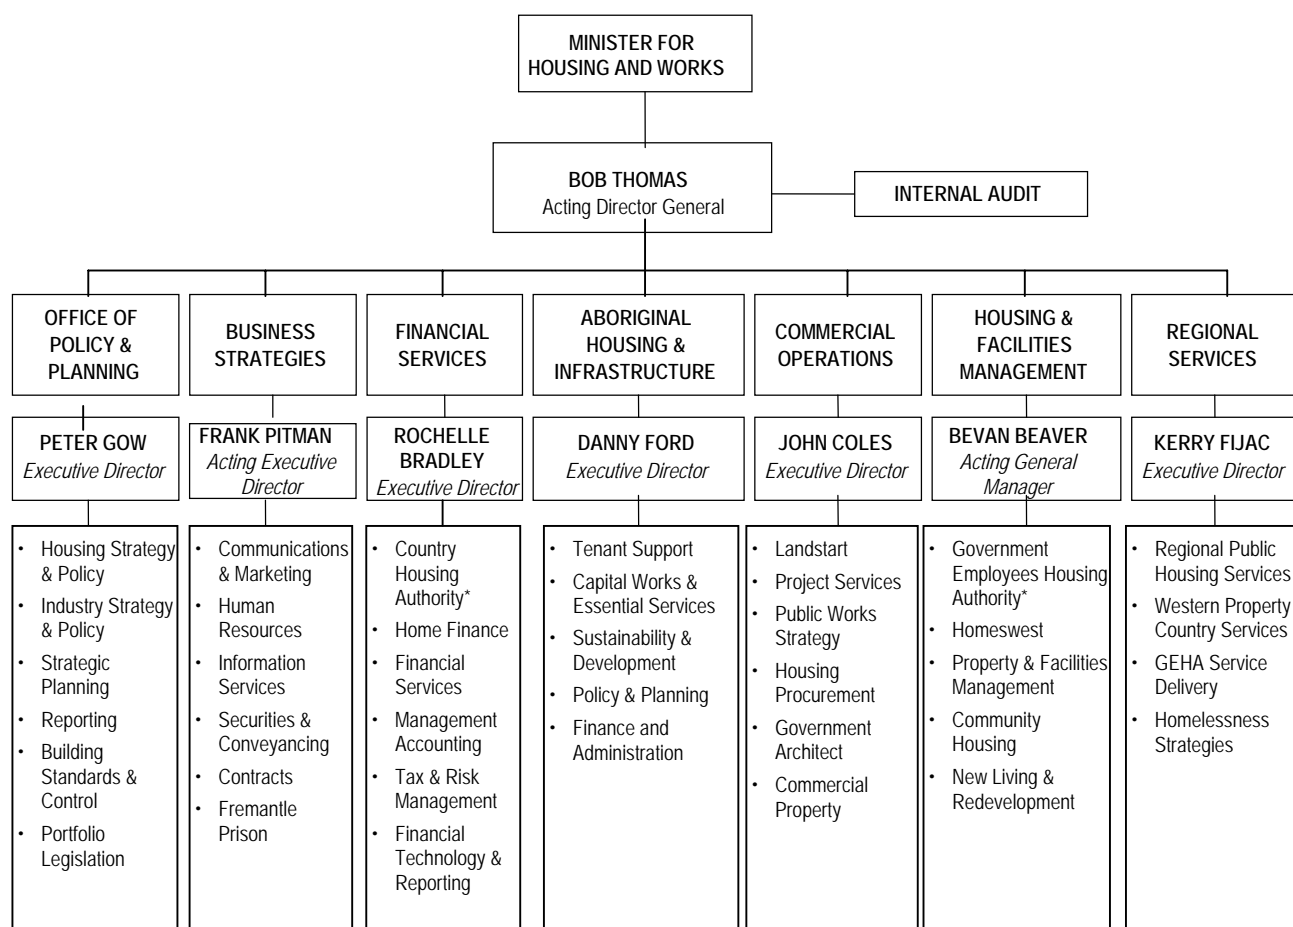 MINISTER FOR
HOUSING AND WORKS
BOB THOMAS
Acting Director General
INTERNAL AUDIT
OFFICE OF
POLICY &
PLANNING
BUSINESS
STRATEGIES
FINANCIAL
SERVICES
ABORIGINAL
HOUSING &
INFRASTRUCTURE
COMMERCIAL
OPERATIONS
HOUSING &
FACILITIES
MANAGEMENT
REGIONAL
SERVICES
PETER GOW
Executive Director
FRANK PITMAN
Acting Executive
Director
ROCHELLE
BRADLEY
Executive Director
DANNY FORD
Executive Director
JOHN COLES
Executive Director
BEVAN BEAVER
Acting General
Manager
KERRY FIJAC
Executive Director
• Housing Strategy
& Policy
• Industry Strategy
& Policy
• Strategic
Planning
• Reporting
• Building
Standards &
Control
• Portfolio
Legislation
• Communications
& Marketing
• Human
Resources
• Information
Services
• Securities &
Conveyancing
• Contracts
• Fremantle
Prison
• Country
Housing
Authority*
• Home Finance
• Financial
Services
• Management
Accounting
• Tax & Risk
Management
• Financial
Technology &
Reporting
• Tenant Support
• Capital Works &
Essential Services
• Sustainability &
Development
• Policy & Planning
• Finance and
Administration
• Landstart
• Project Services
• Public Works
Strategy
• Housing
Procurement
• Government
Architect
• Commercial
Property
• Government
Employees Housing
Authority*
• Homeswest
• Property & Facilities
Management
• Community
Housing
• New Living &
Redevelopment
• Regional Public
Housing Services
• Western Property
Country Services
• GEHA Service
Delivery
• Homelessness
Strategies